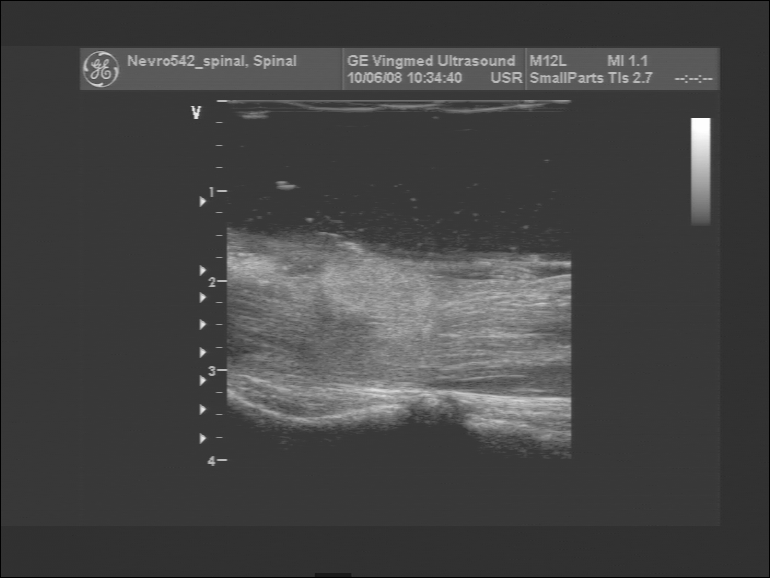 Nevro542_spinal, Spinal
GE Vingmed Ultrasound
10/06/08 10:34:40 USR
M12L MI 1.1
SmallParts TIs 2.7 --:--:--
GE
V
1
2
3
4